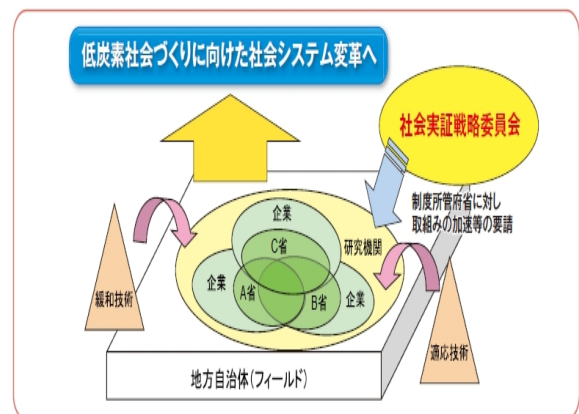 低炭素社会づくりに向けた社会システム変革へ
社会実証戦略委員会
制度所管府省に対し
取組みの加速等の要請
企業
C省
研究機関
企業
A省
B省
企業
緩和技術
適応技術
地方自治体(フィールド)